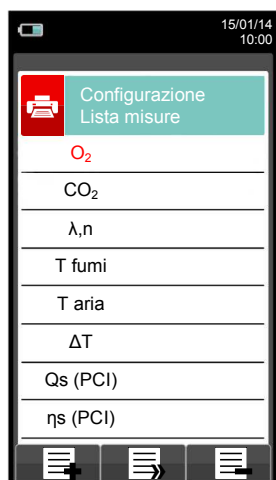 15/01/14
10:00
Configurazione
Lista misure
O₂
CO₂
λ,n
T fumi
T aria
ΔT
Qs (PCI)
ηs (PCI)